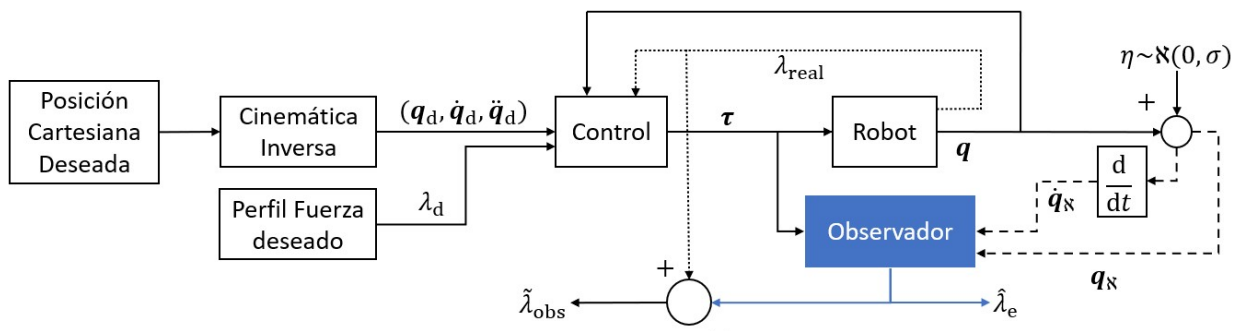 Posición
Cartesiana
Deseada
Cinemática
Inversa
(q_d, q̇_d, q̈_d)
Perfil Fuerza
deseado
λ_d
Control
λ_real
τ
Robot
q
η~ℵ(0, σ)
+
d
dt
q̇_ℵ
Observador
q_ℵ
+
λ̃_obs
λ̂_e